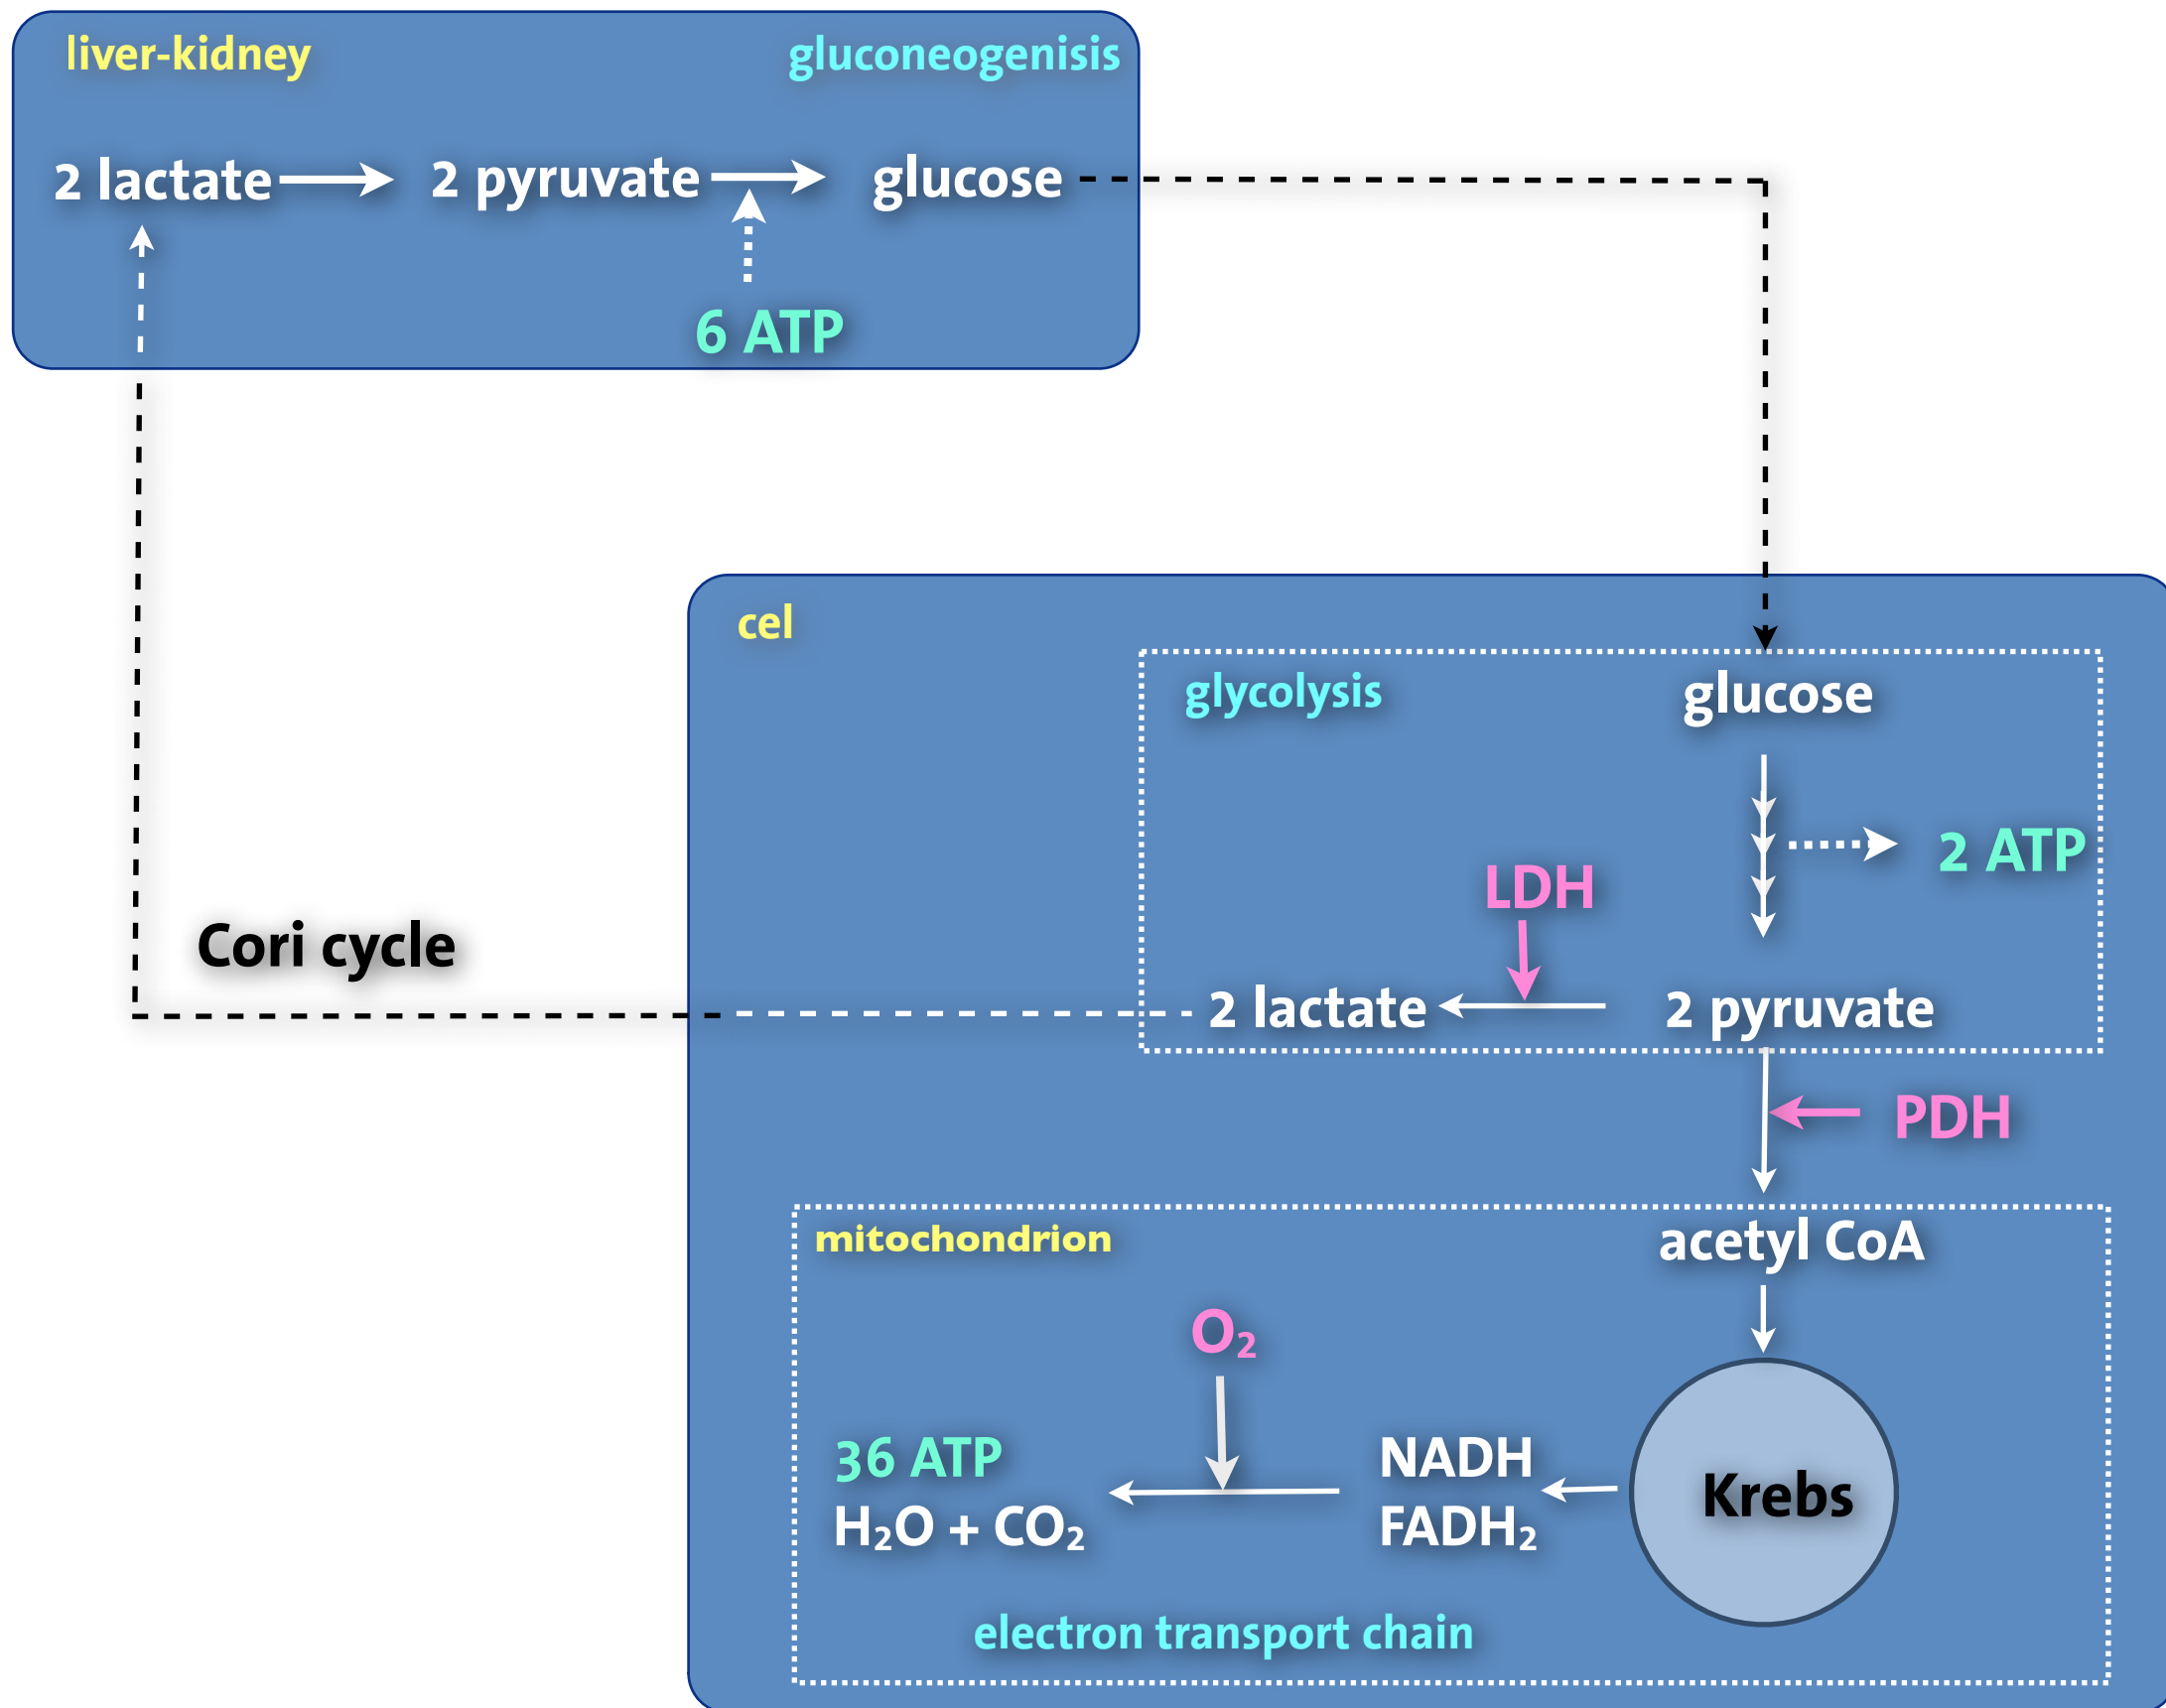 liver-kidney
gluconeogenisis
2 lactate
2 pyruvate
glucose
6 ATP
cel
glycolysis
glucose
2 ATP
LDH
Cori cycle
2 lactate
2 pyruvate
PDH
mitochondrion
acetyl CoA
O₂
36 ATP
H₂O + CO₂
NADH
FADH₂
Krebs
electron transport chain